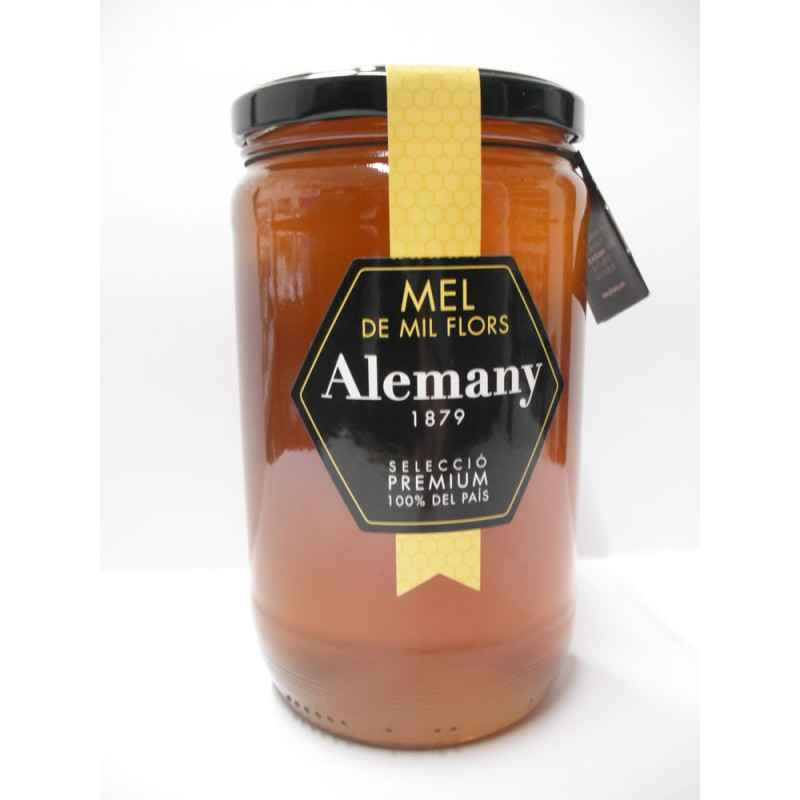 MEL
DE MIL FLORS
Alemany
1879
SELECCIÓ
PREMIUM
100% DEL PAÍS